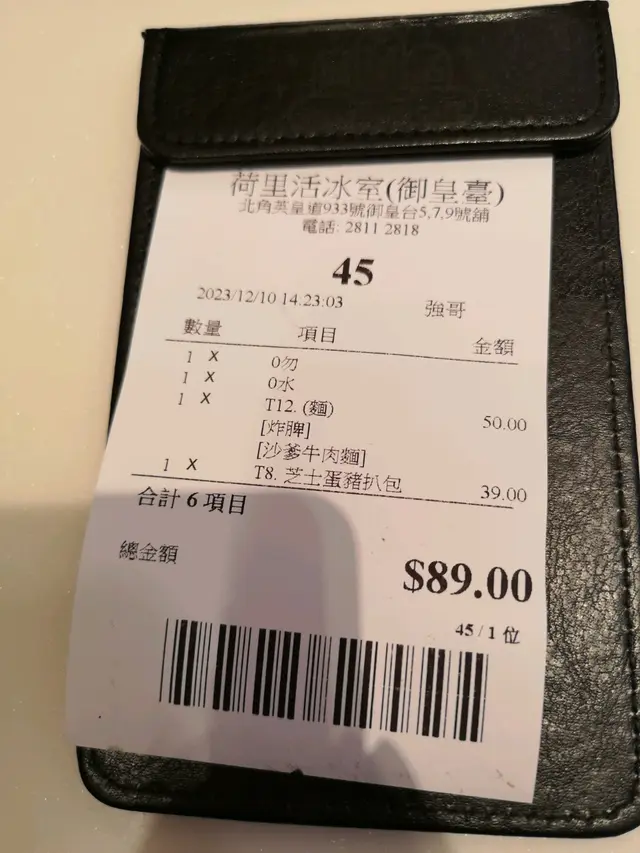 荷里活冰室(御皇臺)
北角英皇道933號御皇台5,7,9號舖
電話: 2811 2818
45
2023/12/10 14:23:03 強哥
數量 項目 金額
1 X 0勿
1 X 0水
1 X T12. (麵) 50.00
[炸脾]
[沙爹牛肉麵]
1 X T8. 芝士蛋豬扒包 39.00
合計 6 項目
總金額
$89.00
45 / 1 位